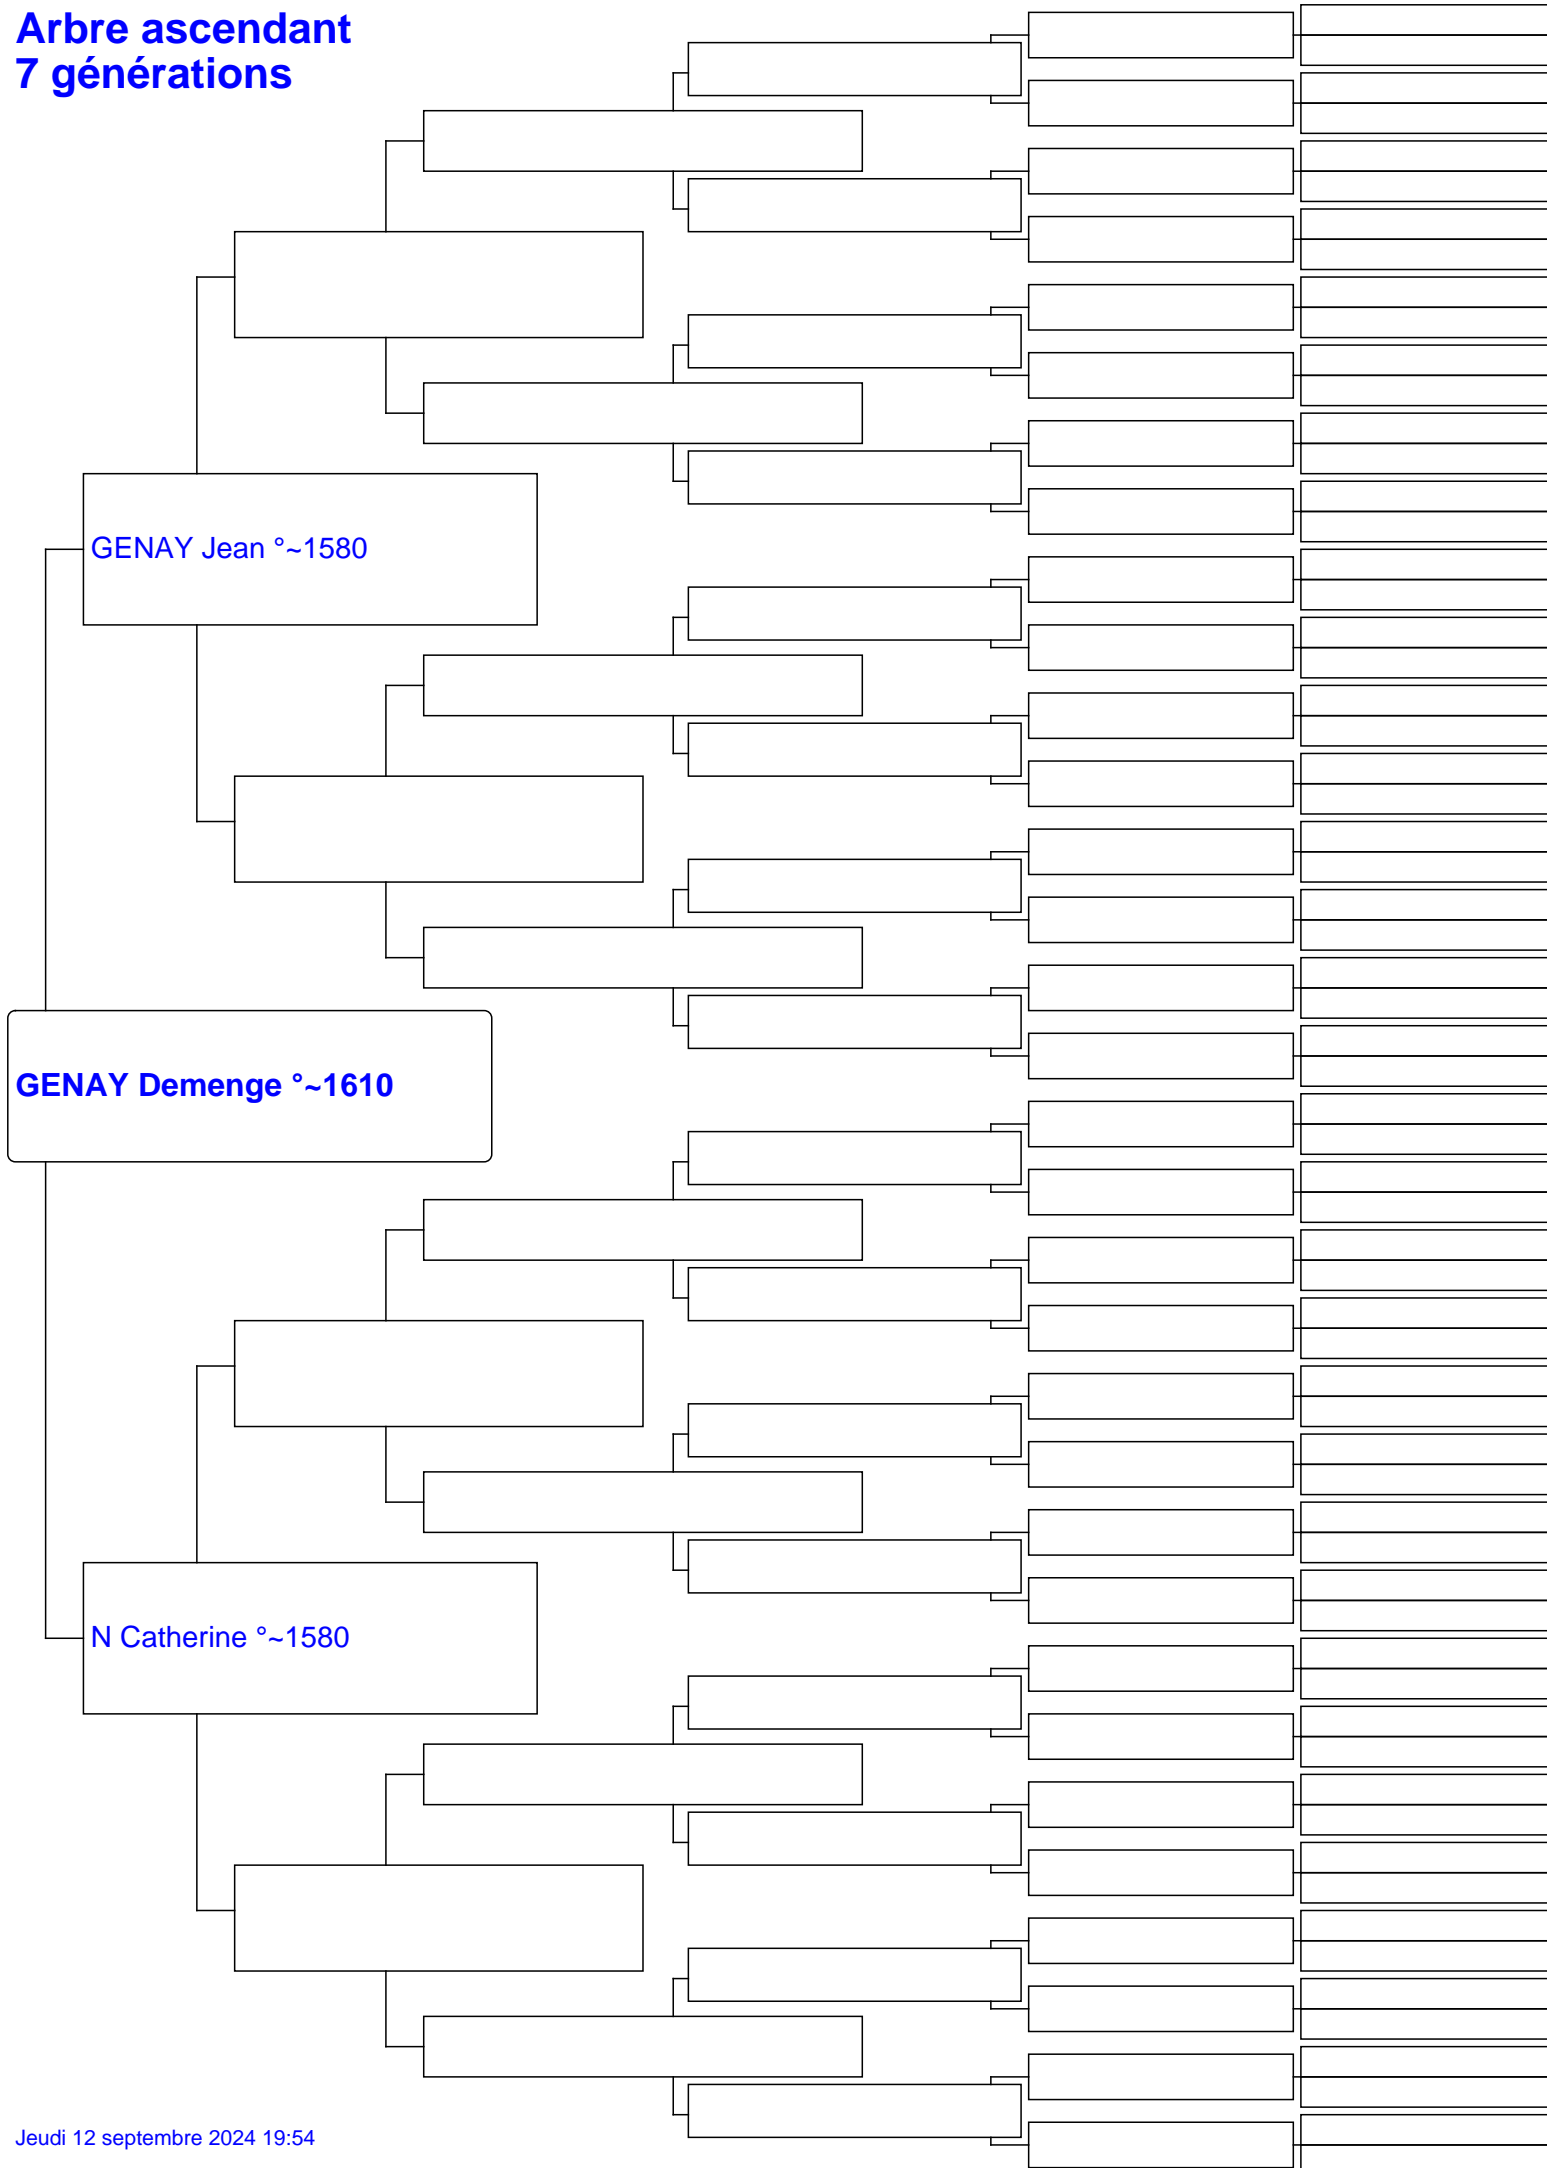 Arbre ascendant
7 générations
GENAY Jean °~1580
GENAY Demenge °~1610
N Catherine °~1580
Jeudi 12 septembre 2024 19:54